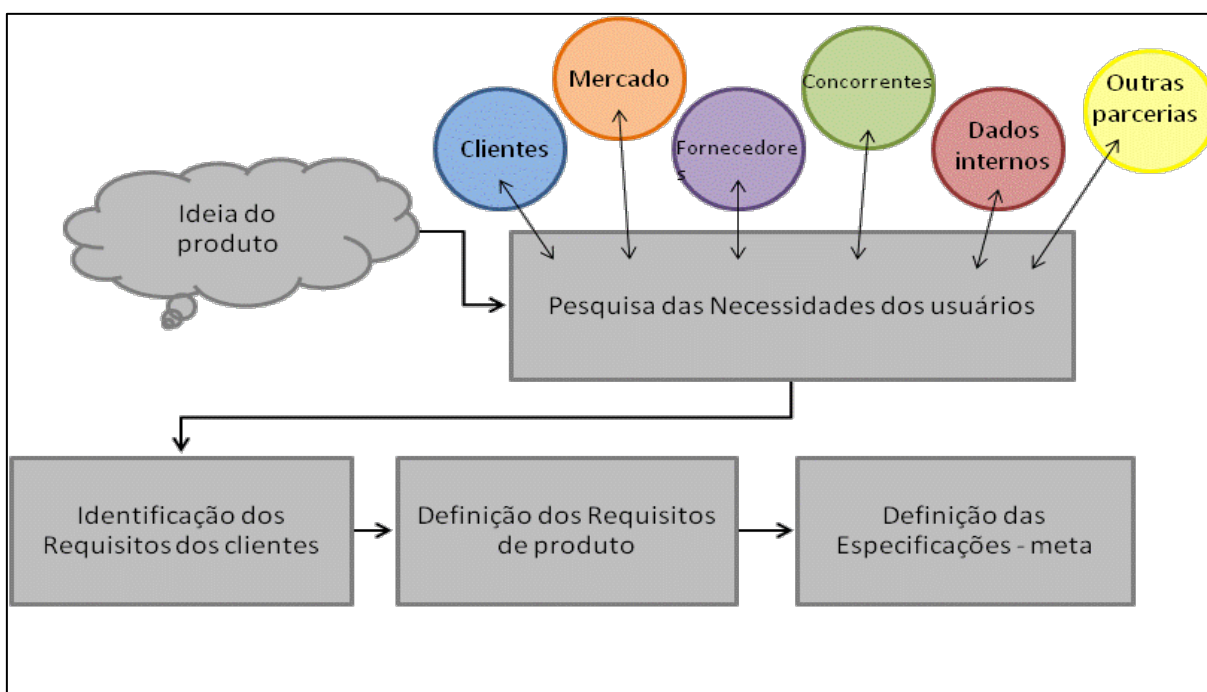 Clientes
Mercado
Fornecedore
s
Concorrentes
Dados
internos
Outras
parcerias
Ideia do
produto
Pesquisa das Necessidades dos usuários
Identificação dos
Requisitos dos clientes
Definição dos Requisitos
de produto
Definição das
Especificações - meta